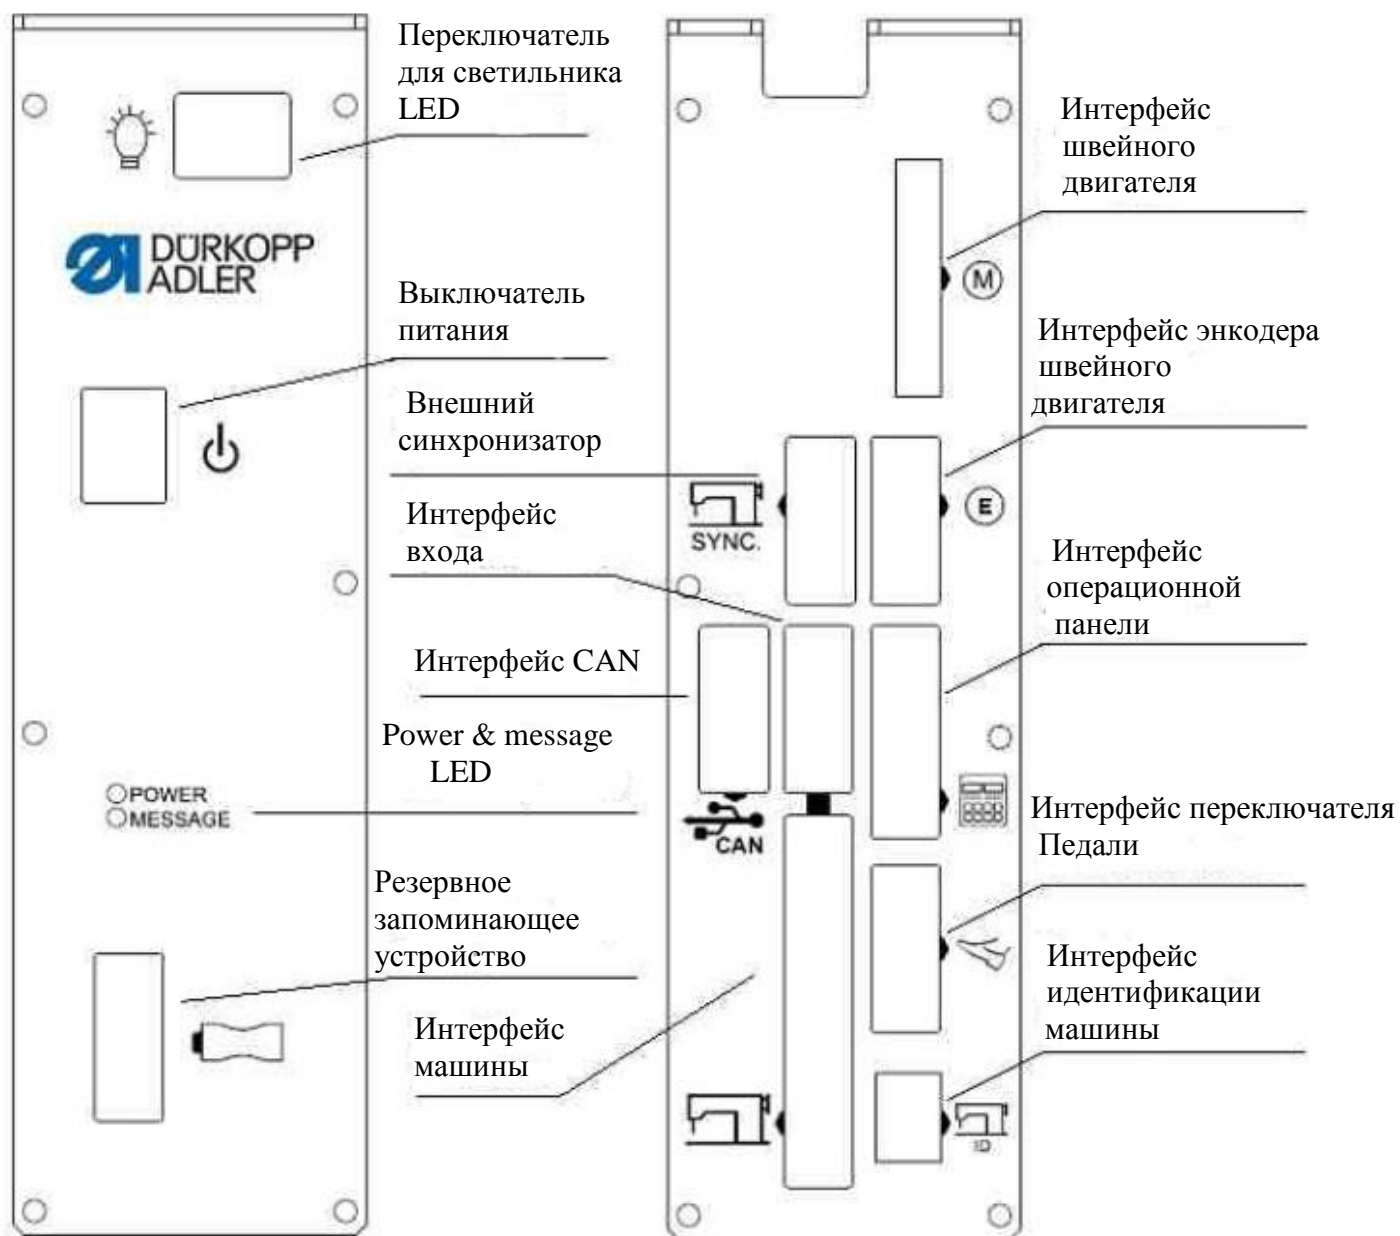 Переключатель
для светильника
LED
DÜRKOPP
ADLER
Выключатель
питания
Внешний
синхронизатор
Интерфейс
входа
Интерфейс CAN
Power & message
LED
POWER
MESSAGE
Резервное
запоминающее
устройство
Интерфейс
машины
Интерфейс
швейного
двигателя
M
Интерфейс энкодера
швейного
двигателя
E
SYNC.
Интерфейс
операционной
панели
CAN
Интерфейс переключателя
Педали
Интерфейс
идентификации
машины
ID